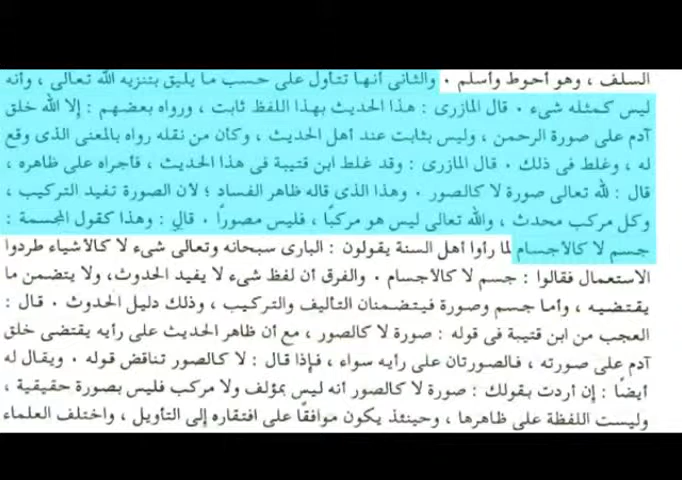 السلف ، وهو أحوط وأسلم . والثانى أنها تتأول على حسب ما يليق بتنزيه الله تعالى ، وأنه
ليس كمثله شىء . قال المازرى : هذا الحديث بهذا اللفظ ثابت ، ورواه بعضهم : إلا الله خلق
آدم على صورة الرحمن ، وليس بثابت عند أهل الحديث ، وكأن من نقله رواه بالمعنى الذى وقع
له ، وغلط فى ذلك . قال المازرى : وقد غلط ابن قتيبة فى هذا الحديث ، فأجراه على ظاهره ،
قال : لله تعالى صورة لا كالصور . وهذا الذى قاله ظاهر الفساد ؛ لأن الصورة تفيد التركيب ،
وكل مركب محدث ، والله تعالى ليس هو مركبًا ، فليس مصورًا . قال : وهذا كقول المجسمة :
جسم لا كالأجسام لما رأوا أهل السنة يقولون : البارى سبحانه وتعالى شىء لا كالأشياء طردوا
الاستعمال فقالوا : جسم لا كالأجسام . والفرق أن لفظ شىء لا يفيد الحدوث، ولا يتضمن ما
يقتضيه ، وأما جسم وصورة فيتضمنان التأليف والتركيب ، وذلك دليل الحدوث . قال :
العجب من ابن قتيبة فى قوله : صورة لا كالصور ، مع أن ظاهر الحديث على رأيه يقتضى خلق
آدم على صورته ، فالصورتان على رأيه سواء ، فإذا قال : لا كالصور تناقض قوله . ويقال له
أيضًا : إن أردت بقولك : صورة لا كالصور أنه ليس بمؤلف ولا مركب فليس بصورة حقيقية ،
وليست اللفظة على ظاهرها ، وحينئذ يكون موافقًا على افتقاره إلى التأويل ، واختلف العلماء